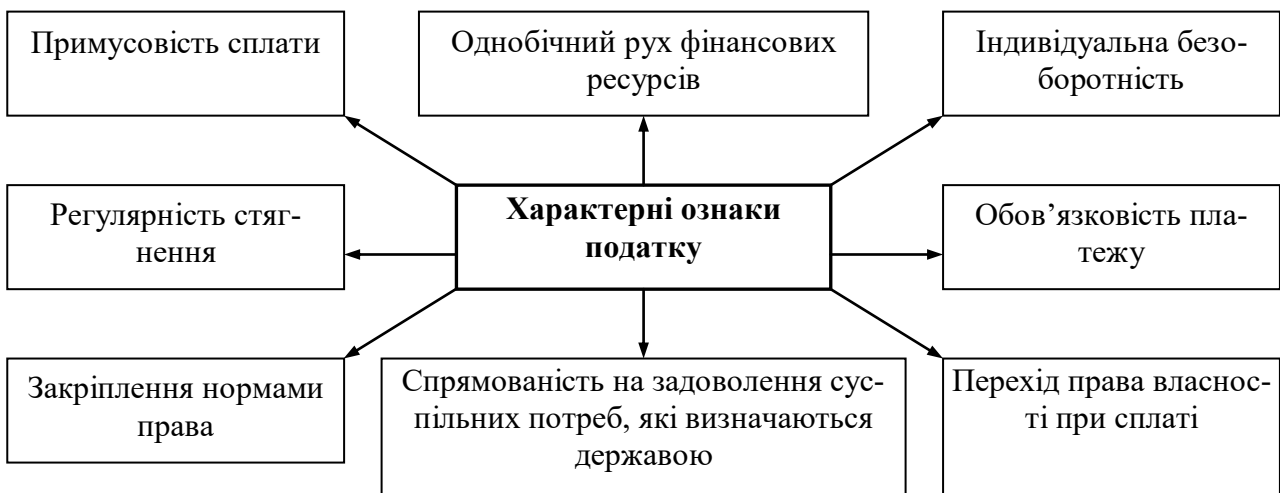 Примусовість сплати
Однобічний рух фінансових
ресурсів
Індивідуальна безо-
боротність
Регулярність стяг-
нення
Характерні ознаки
податку
Обов’язковість пла-
тежу
Закріплення нормами
права
Спрямованість на задоволення сус-
пільних потреб, які визначаються
державою
Перехід права власнос-
ті при сплаті